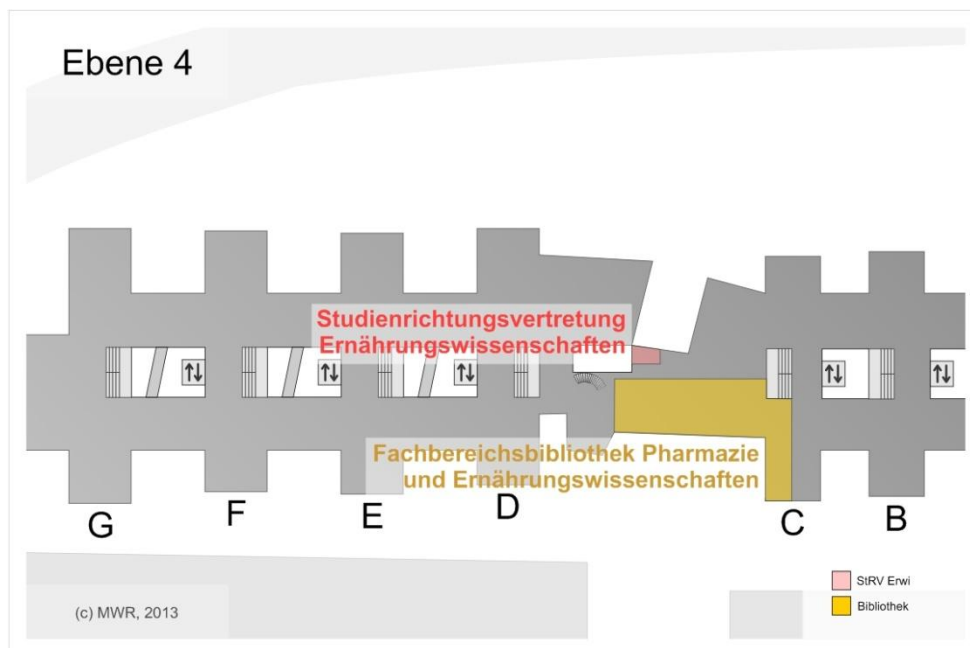 Ebene 4
Studienrichtungsvertretung
Ernährungswissenschaften
Fachbereichsbibliothek Pharmazie
und Ernährungswissenschaften
G
F
E
D
C
B
StRV Erwi
Bibliothek
(c) MWR, 2013